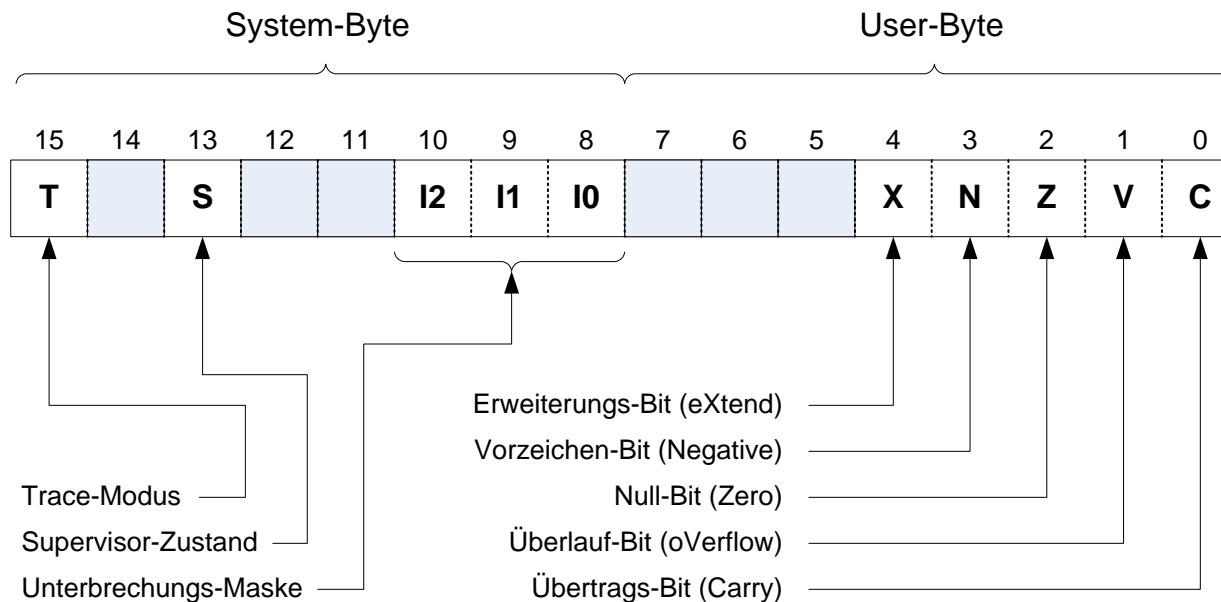 System-Byte User-Byte
15 14 13 12 11 10 9 8 7 6 5 4 3 2 1 0
T S I2 I1 I0 X N Z V C
Erweiterungs-Bit (eXtend)
Vorzeichen-Bit (Negative)
Trace-Modus Null-Bit (Zero)
Supervisor-Zustand Überlauf-Bit (oVerflow)
Unterbrechungs-Maske Übertrags-Bit (Carry)